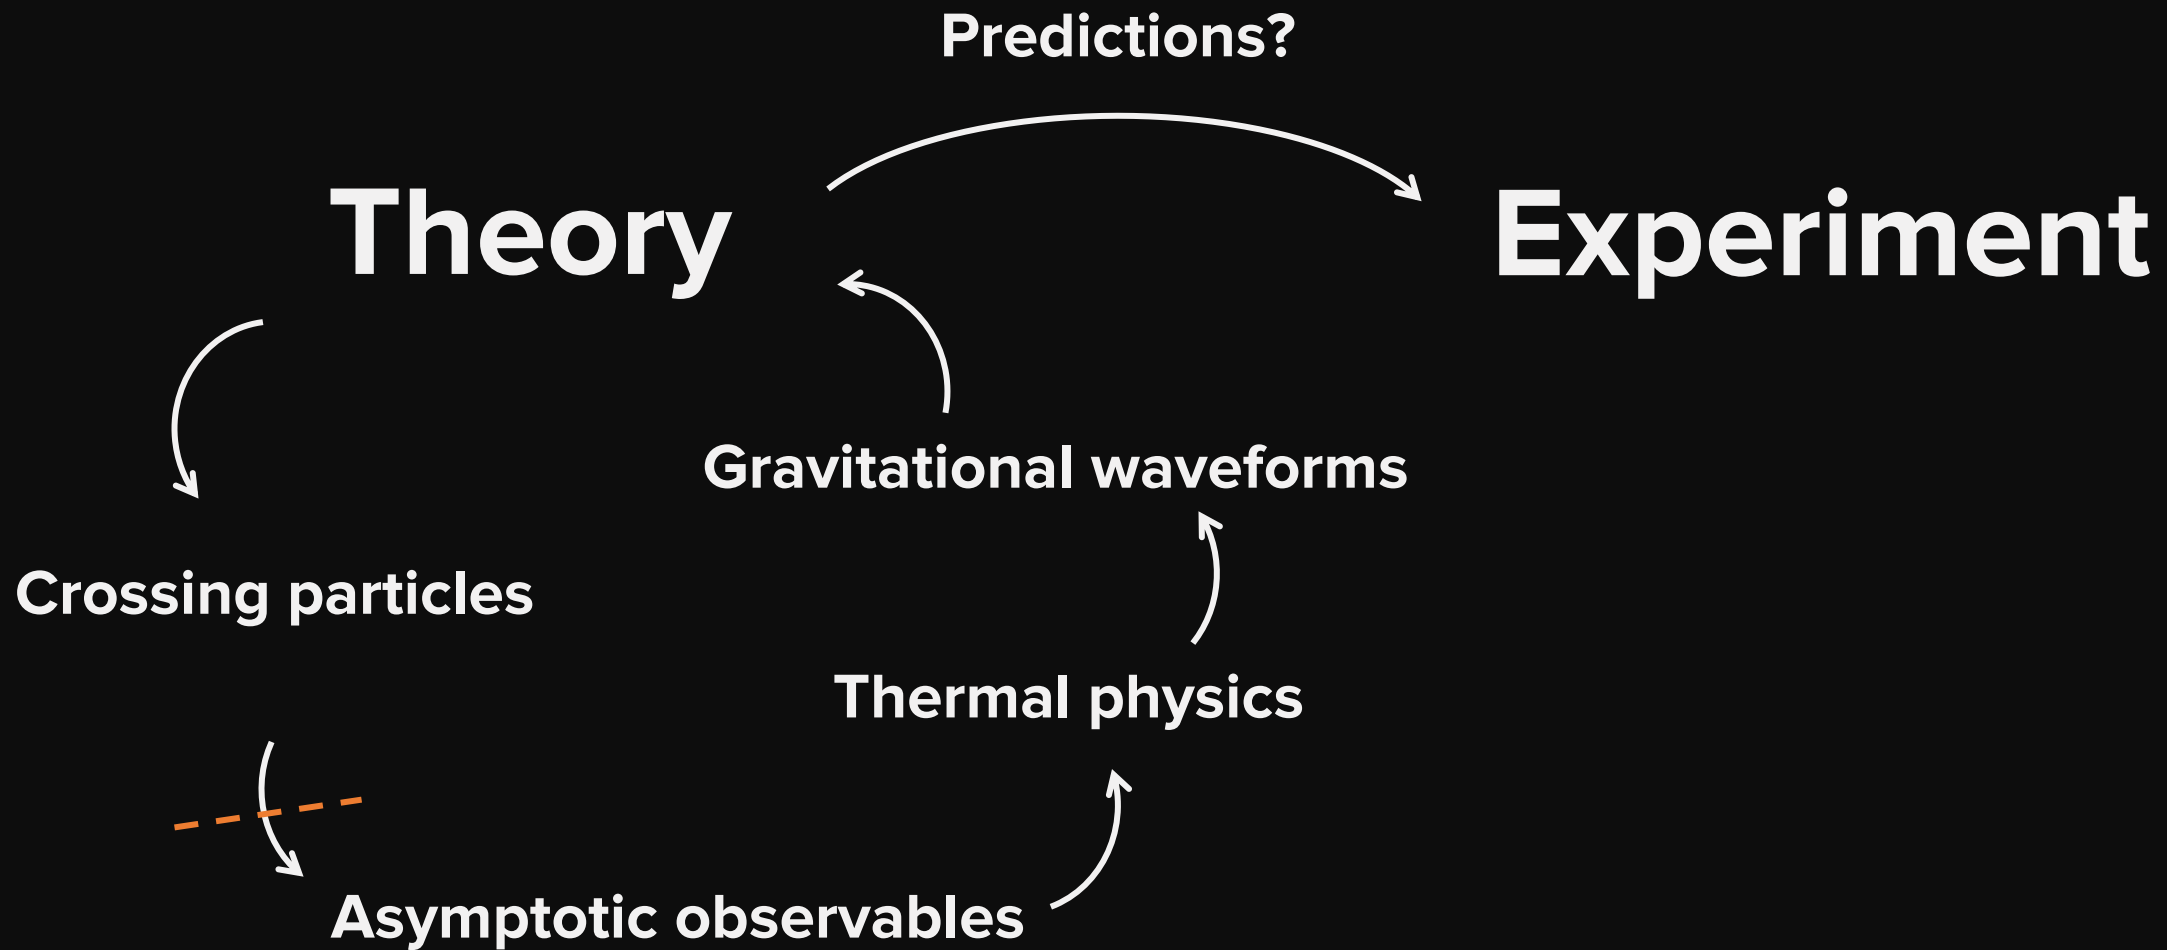 Predictions?
Theory
Experiment
Gravitational waveforms
Crossing particles
Thermal physics
Asymptotic observables